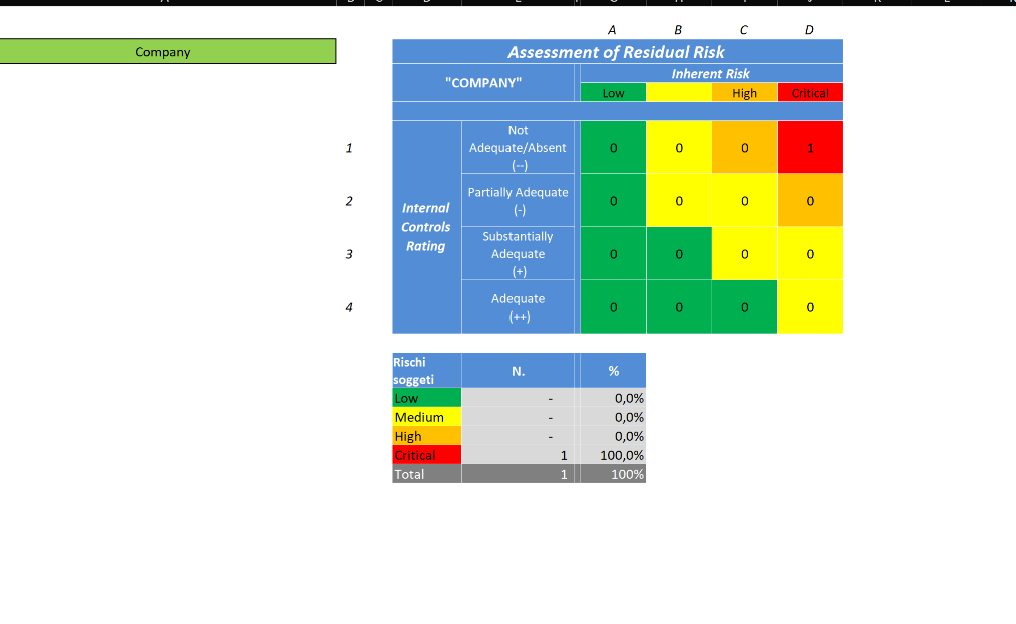 A B C D
Company
Assessment of Residual Risk
"COMPANY"
Inherent Risk
Low High Critical
1
Not
Adequate/Absent
(--)
0 0 0 1
2
Partially Adequate
(-)
0 0 0 0
Internal
Controls
Rating
3
Substantially
Adequate
(+)
0 0 0 0
4
Adequate
(++)
0 0 0 0
Rischi
soggeti
N. %
Low - 0,0%
Medium - 0,0%
High - 0,0%
Critical 1 100,0%
Total 1 100%